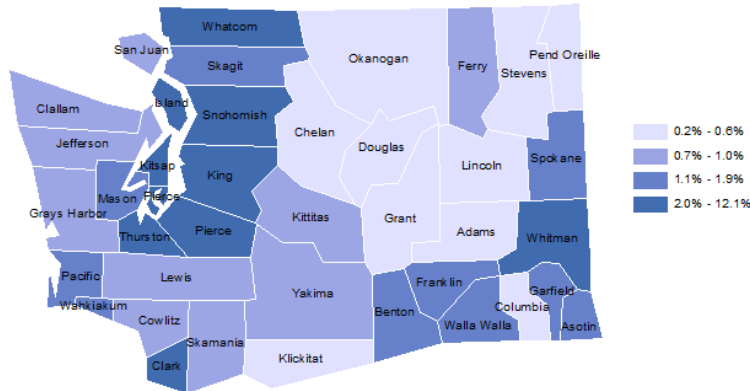 Whatcom
San Juan
Skagit
Okanogan
Ferry
Pend Oreille
Stevens
Island
Clallam
Snohomish
Jefferson
Chelan
Douglas
Kitsap
Lincoln
Spokane
King
Mason
Pierce
Grays Harbor
Kittitas
Grant
Adams
Thurston
Pierce
Whitman
Pacific
Lewis
Yakima
Franklin
Garfield
Wahkiakum
Benton
Columbia
Cowlitz
Walla Walla
Asotin
Skamania
Klickitat
Clark
0.2% - 0.6%
0.7% - 1.0%
1.1% - 1.9%
2.0% - 12.1%